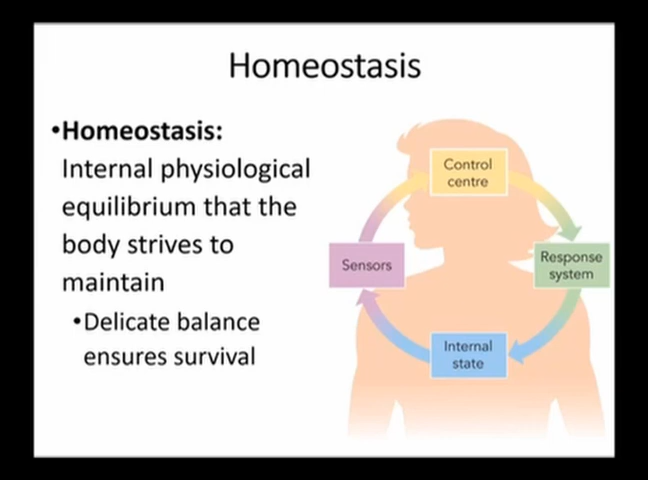 Homeostasis
•Homeostasis:
Internal physiological
equilibrium that the
body strives to
maintain
•Delicate balance
ensures survival
Control
centre
Sensors
Response
system
Internal
state